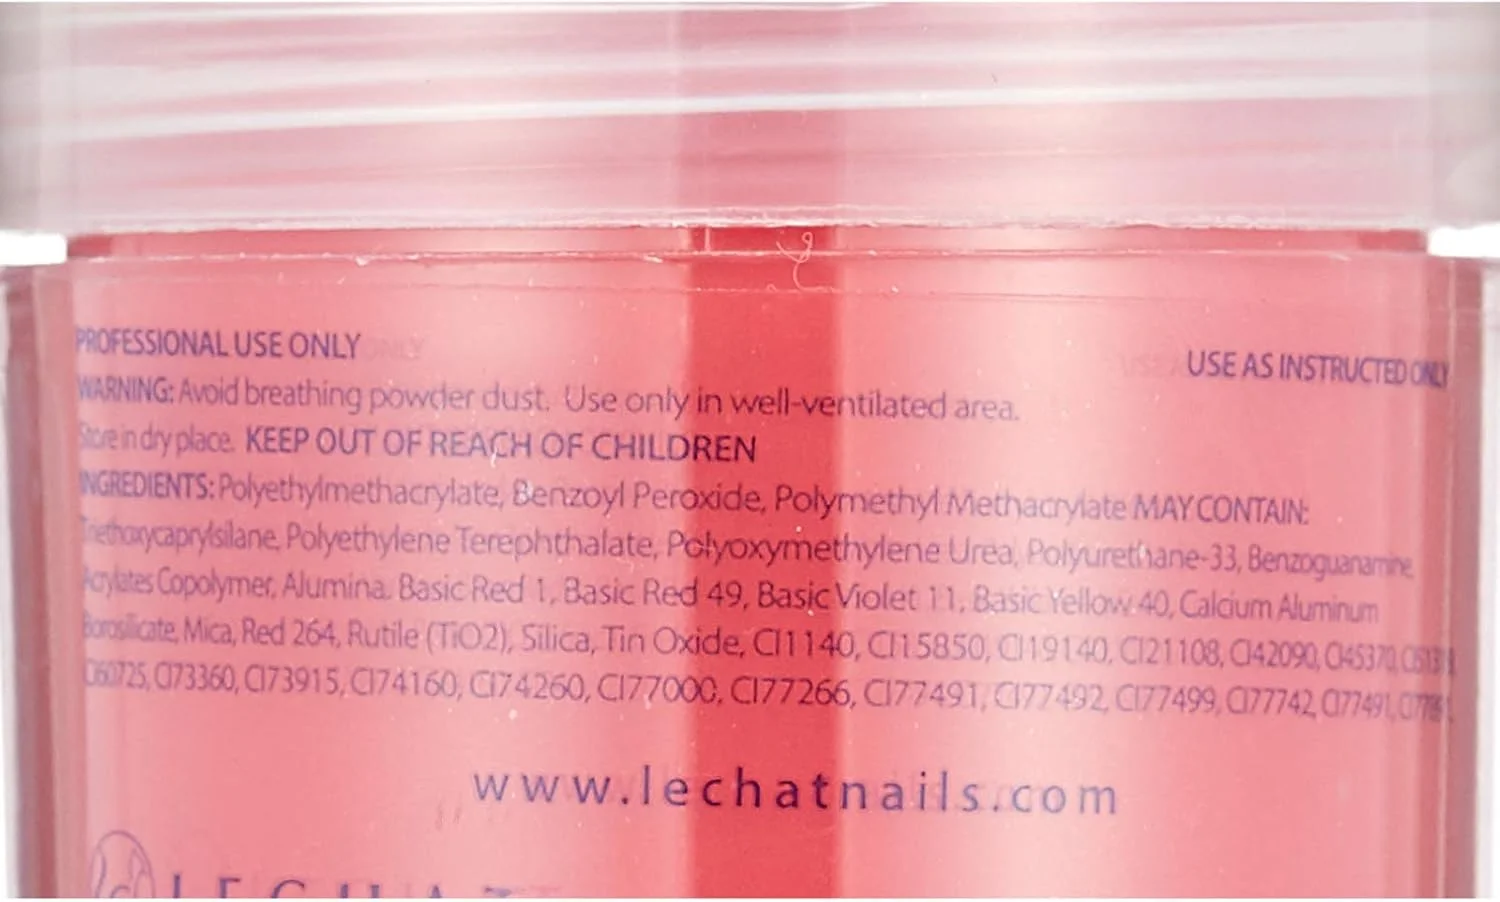 PROFESSIONAL USE ONLY USE AS INSTRUCTED ONLY
WARNING: Avoid breathing powder dust. Use only in well-ventilated area.
Store in dry place. KEEP OUT OF REACH OF CHILDREN
INGREDIENTS: Polyethylmethacrylate, Benzoyl Peroxide, Polymethyl Methacrylate MAY CONTAIN:
Triethoxycaprylsilane, Polyethylene Terephthalate, Polyoxymethylene Urea, Polyurethane-33, Benzoguanamine
Acrylates Copolymer, Alumina. Basic Red 1, Basic Red 49, Basic Violet 11, Basic Yellow 40, Calcium Aluminum
Borosilicate, Mica, Red 264, Rutile (TiO2), Silica, Tin Oxide, CI1140, CI15850, CI19140, CI21108, CI42090, CI45370,
CI60725, CI73360, CI73915, CI74160, CI74260, CI77000, CI77266, CI77491, CI77492, CI77499, CI77742, CI77491,
www.lechatnails.com
LECHAT